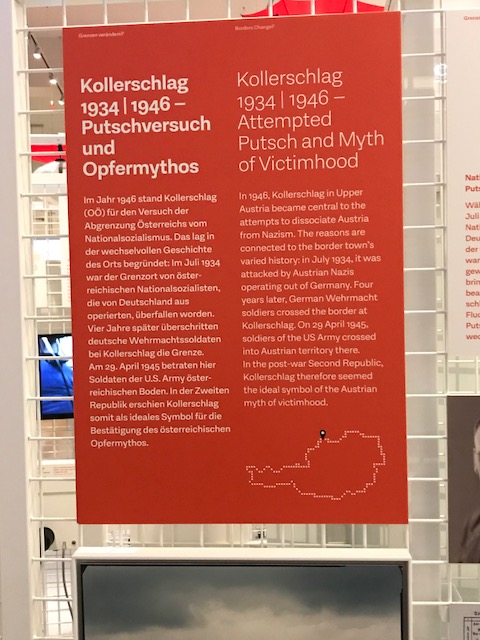 Grenzen verändern?
Kollerschlag
1934 | 1946 –
Putschversuch
und
Opfermythos
Im Jahr 1946 stand Kollerschlag
(OÖ) für den Versuch der
Abgrenzung Österreichs vom
Nationalsozialismus. Das lag in
der wechselvollen Geschichte
des Orts begründet: Im Juli 1934
war der Grenzort von öster-
reichischen Nationalsozialisten,
die von Deutschland aus
operierten, überfallen worden.
Vier Jahre später überschritten
deutsche Wehrmachtssoldaten
bei Kollerschlag die Grenze.
Am 29. April 1945 betraten hier
Soldaten der U.S. Army öster-
reichischen Boden. In der Zweiten
Republik erschien Kollerschlag
somit als ideales Symbol für die
Bestätigung des österreichischen
Opfermythos.
Borders Change?
Kollerschlag
1934 | 1946 –
Attempted
Putsch and Myth
of Victimhood
In 1946, Kollerschlag in Upper
Austria became central to the
attempts to dissociate Austria
from Nazism. The reasons are
connected to the border town's
varied history: in July 1934, it was
attacked by Austrian Nazis
operating out of Germany. Four
years later, German Wehrmacht
soldiers crossed the border at
Kollerschlag. On 29 April 1945,
soldiers of the US Army crossed
into Austrian territory there.
In the post-war Second Republic,
Kollerschlag therefore seemed
the ideal symbol of the Austrian
myth of victimhood.